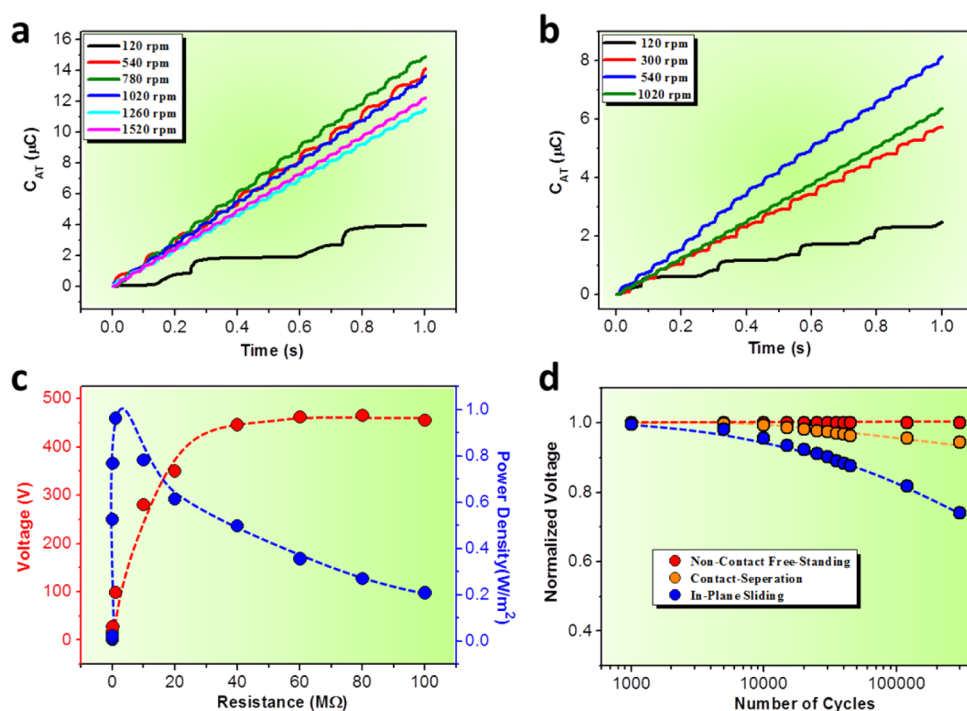 a
16
14
12
10
8
6
4
2
0
C_AT (μC)
120 rpm
540 rpm
780 rpm
1020 rpm
1260 rpm
1520 rpm
0.0 0.2 0.4 0.6 0.8 1.0
Time (s)
b
8
6
4
2
0
C_AT (μC)
120 rpm
300 rpm
540 rpm
1020 rpm
0.0 0.2 0.4 0.6 0.8 1.0
Time (s)
c
500
450
400
350
300
250
200
150
100
50
0
Voltage (V)
1.0
0.8
0.6
0.4
0.2
0.0
Power Density(W/m²)
0 20 40 60 80 100
Resistance (MΩ)
d
1.0
0.8
0.6
0.4
Normalized Voltage
Non-Contact Free-Standing
Contact-Seperation
In-Plane Sliding
1000 10000 100000
Number of Cycles